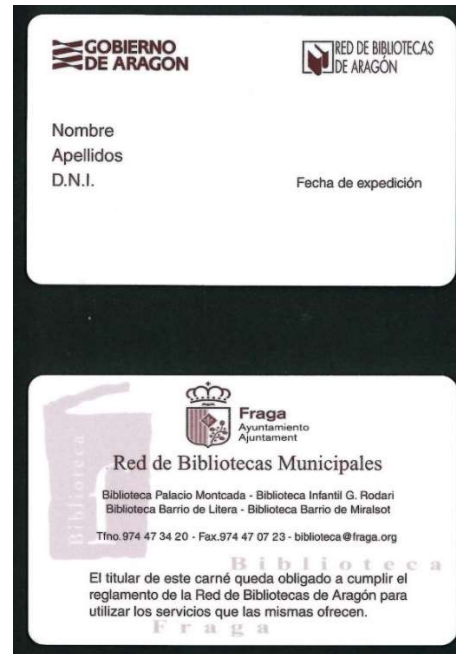 GOBIERNO
DE ARAGON
RED DE BIBLIOTECAS
DE ARAGÓN
Nombre
Apellidos
D.N.I.
Fecha de expedición
Fraga
Ayuntamiento
Ajuntament
Biblioteca
Red de Bibliotecas Municipales
Biblioteca Palacio Montcada - Biblioteca Infantil G. Rodari
Biblioteca Barrio de Litera - Biblioteca Barrio de Miralsot
Tfno.974 47 34 20 - Fax.974 47 07 23 - biblioteca@fraga.org
Biblioteca
El titular de este carné queda obligado a cumplir el
reglamento de la Red de Bibliotecas de Aragón para
utilizar los servicios que las mismas ofrecen.
Fraga